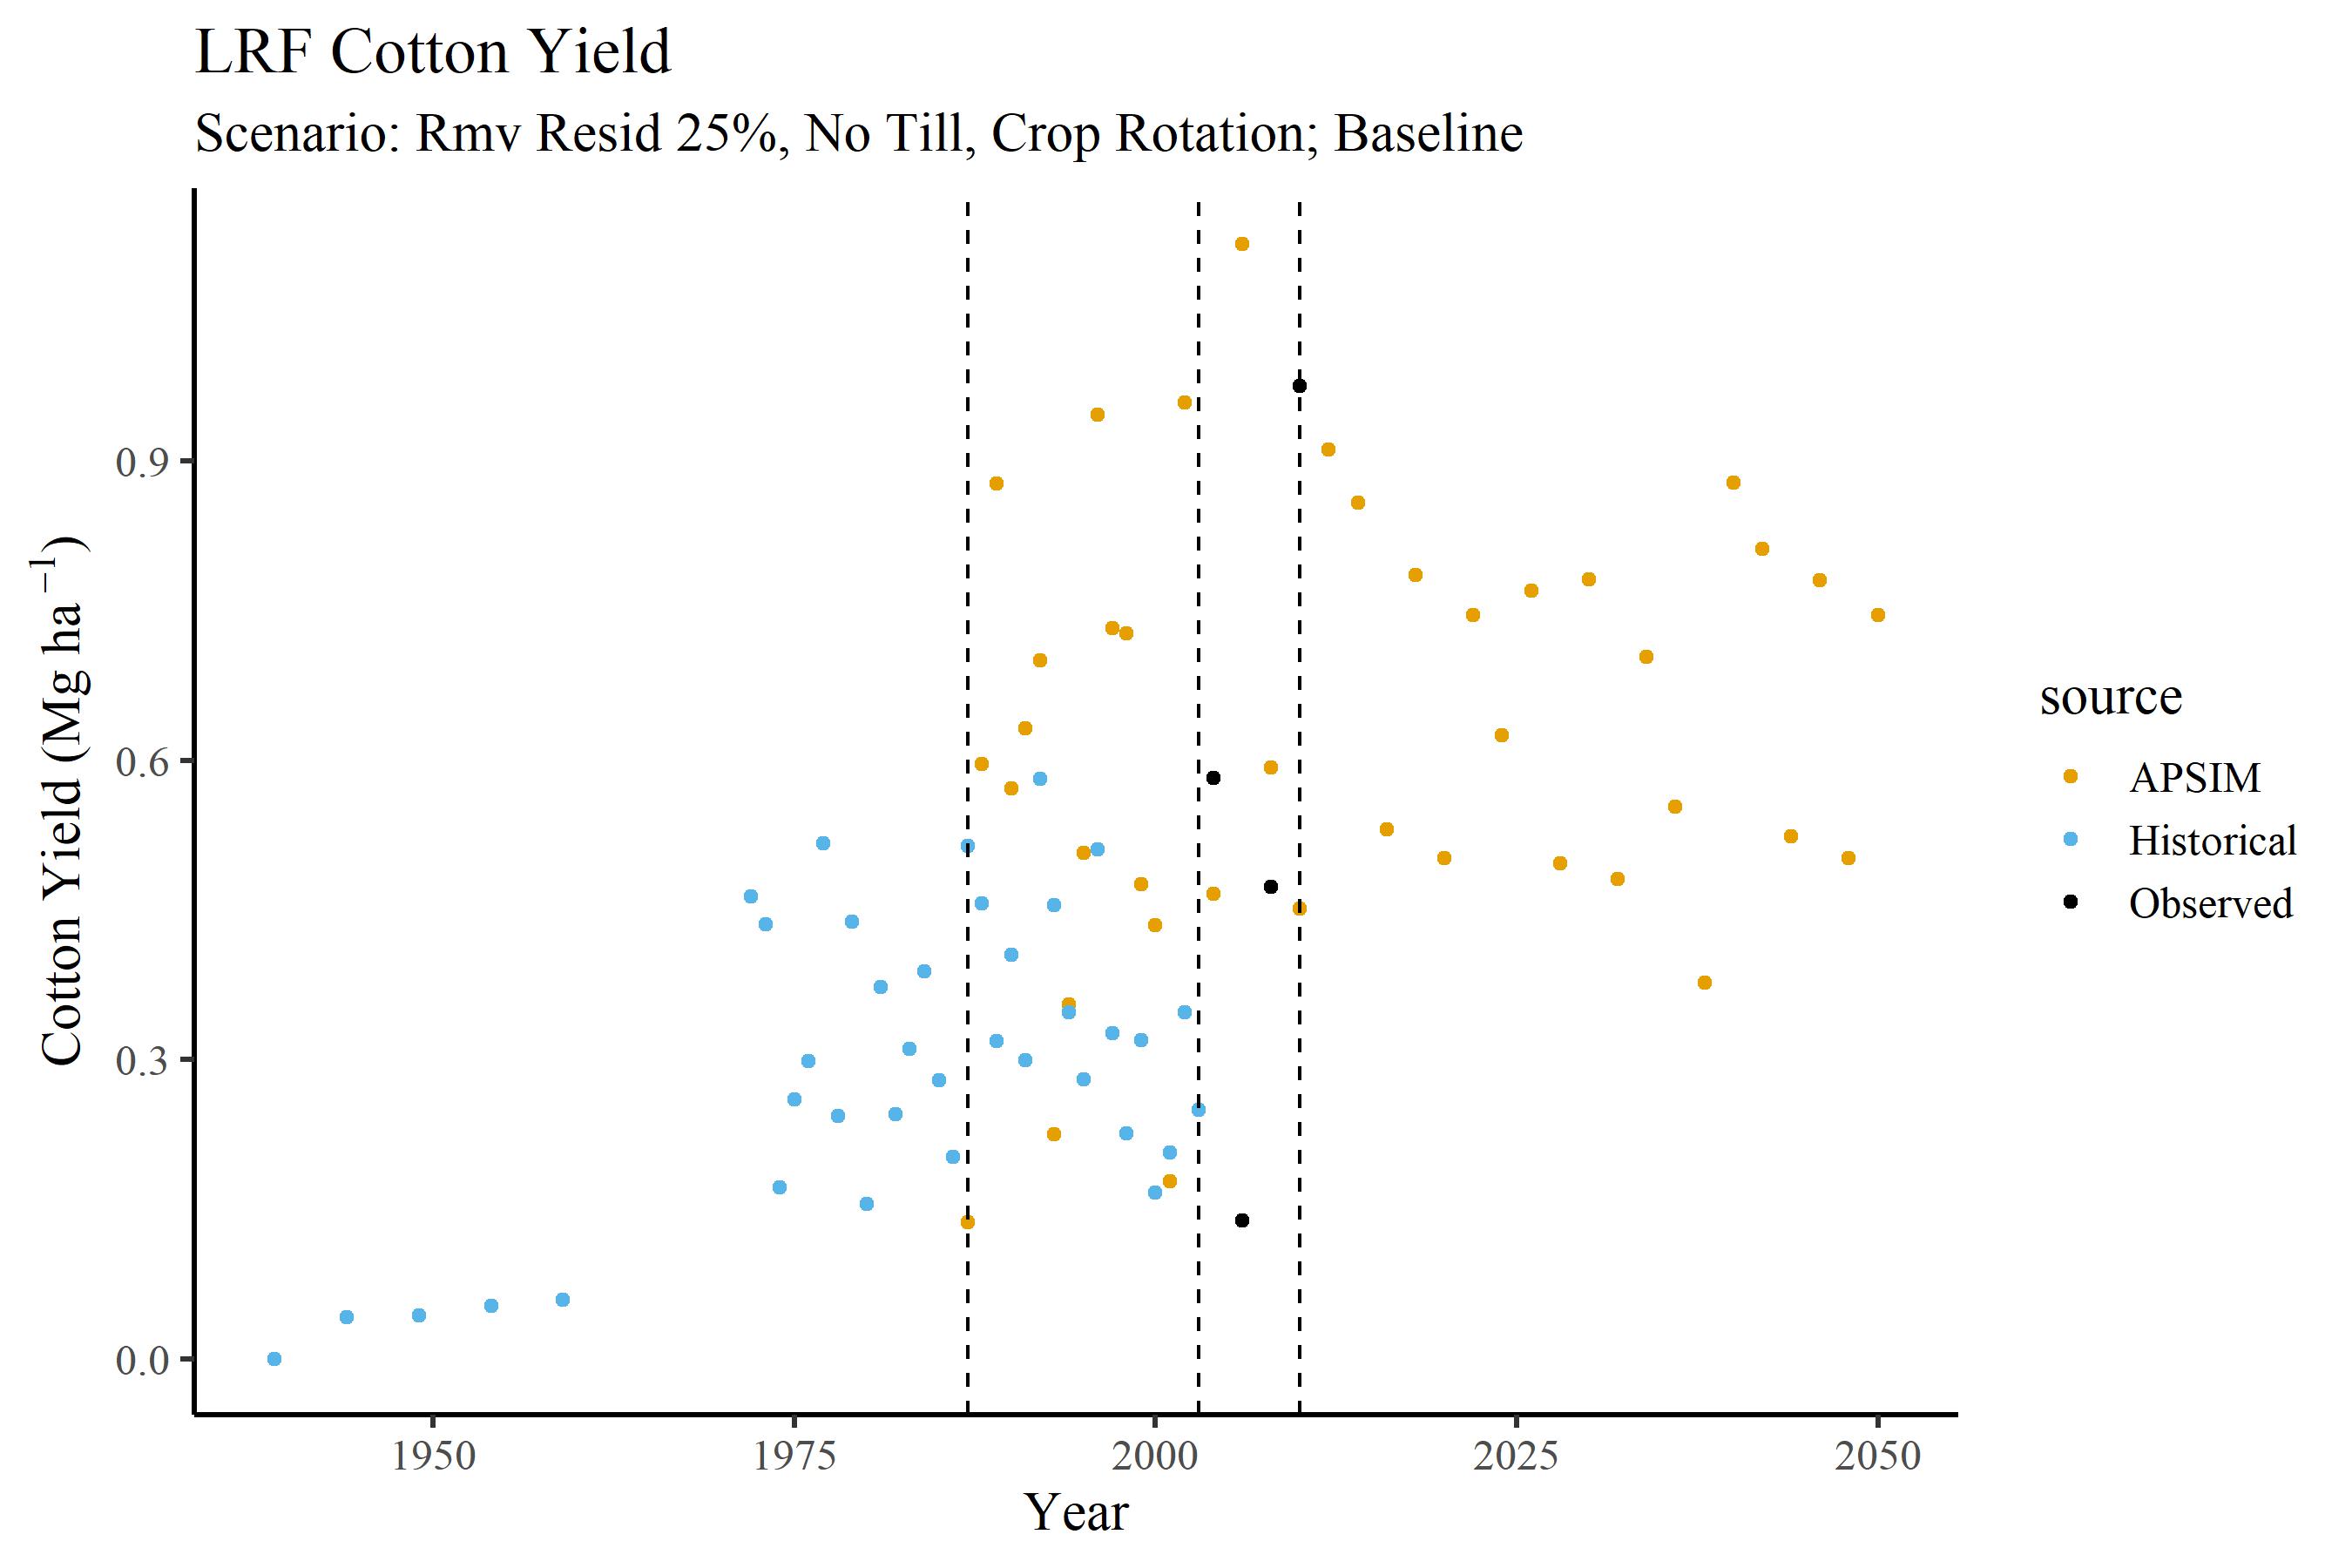 LRF Cotton Yield
Scenario: Rmv Resid 25%, No Till, Crop Rotation; Baseline
Cotton Yield (Mg ha⁻¹)
0.9
0.6
0.3
0.0
1950 1975 2000 2025 2050
Year
source
APSIM
Historical
Observed